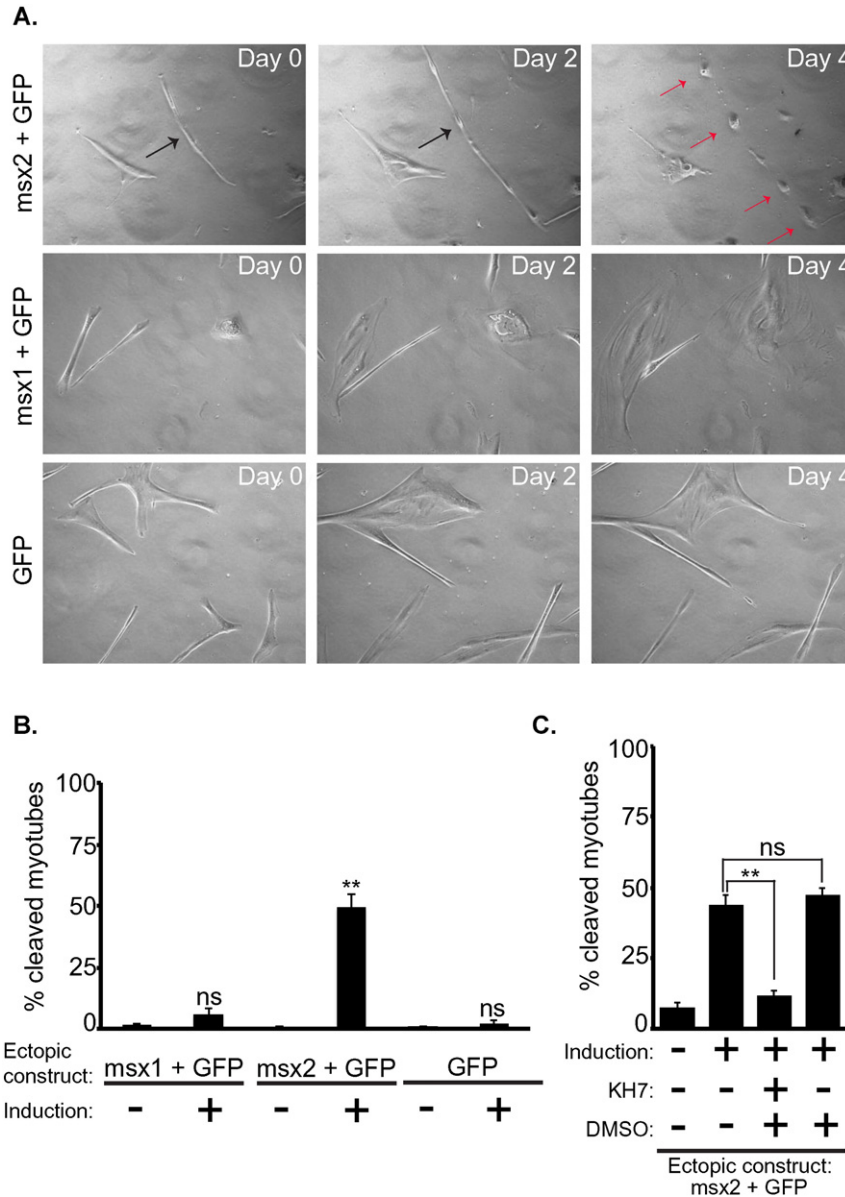 A.
Day 0
Day 2
Day 4
msx2 + GFP
Day 0
Day 2
Day 4
msx1 + GFP
Day 0
Day 2
Day 4
GFP
B.
% cleaved myotubes
100
75
50
25
0
ns
**
ns
Ectopic construct:
msx1 + GFP
msx2 + GFP
GFP
Induction:
- + - + - +
C.
% cleaved myotubes
100
75
50
25
0
ns
**
Induction: - + + +
KH7: - - + -
DMSO: - - + +
Ectopic construct:
msx2 + GFP